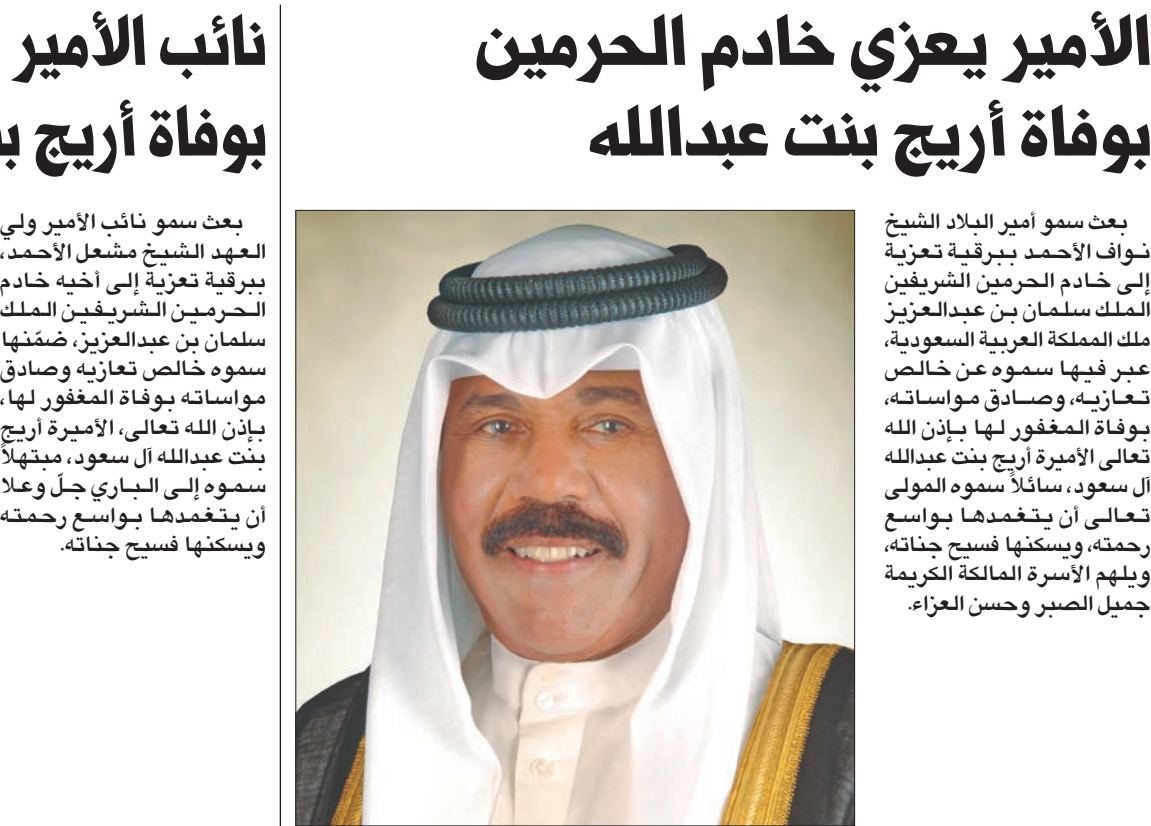 الأمير يعزي خادم الحرمين
بوفاة أريج بنت عبدالله
بعث سمو أمير البلاد الشيخ
نواف الأحمد ببرقية تعزية
إلى خادم الحرمين الشريفين
الملك سلمان بن عبدالعزيز
ملك المملكة العربية السعودية،
عبر فيها سموه عن خالص
تعازيه، وصادق مواساته،
بوفاة المغفور لها بإذن الله
تعالى الأميرة أريج بنت عبدالله
آل سعود، سائلاً سموه المولى
تعالى أن يتغمدها بواسع
رحمته، ويسكنها فسيح جناته،
ويلهم الأسرة المالكة الكريمة
جميل الصبر وحسن العزاء.
نائب الأمير
بوفاة أريج
بعث سمو نائب الأمير ولي
العهد الشيخ مشعل الأحمد،
ببرقية تعزية إلى أخيه خادم
الحرمين الشريفين الملك
سلمان بن عبدالعزيز، ضمّنها
سموه خالص تعازيه وصادق
مواساته بوفاة المغفور لها،
بإذن الله تعالى، الأميرة أريج
بنت عبدالله آل سعود، مبتهلاً
سموه إلى الباري جلّ وعلا
أن يتغمدها بواسع رحمته
ويسكنها فسيح جناته.